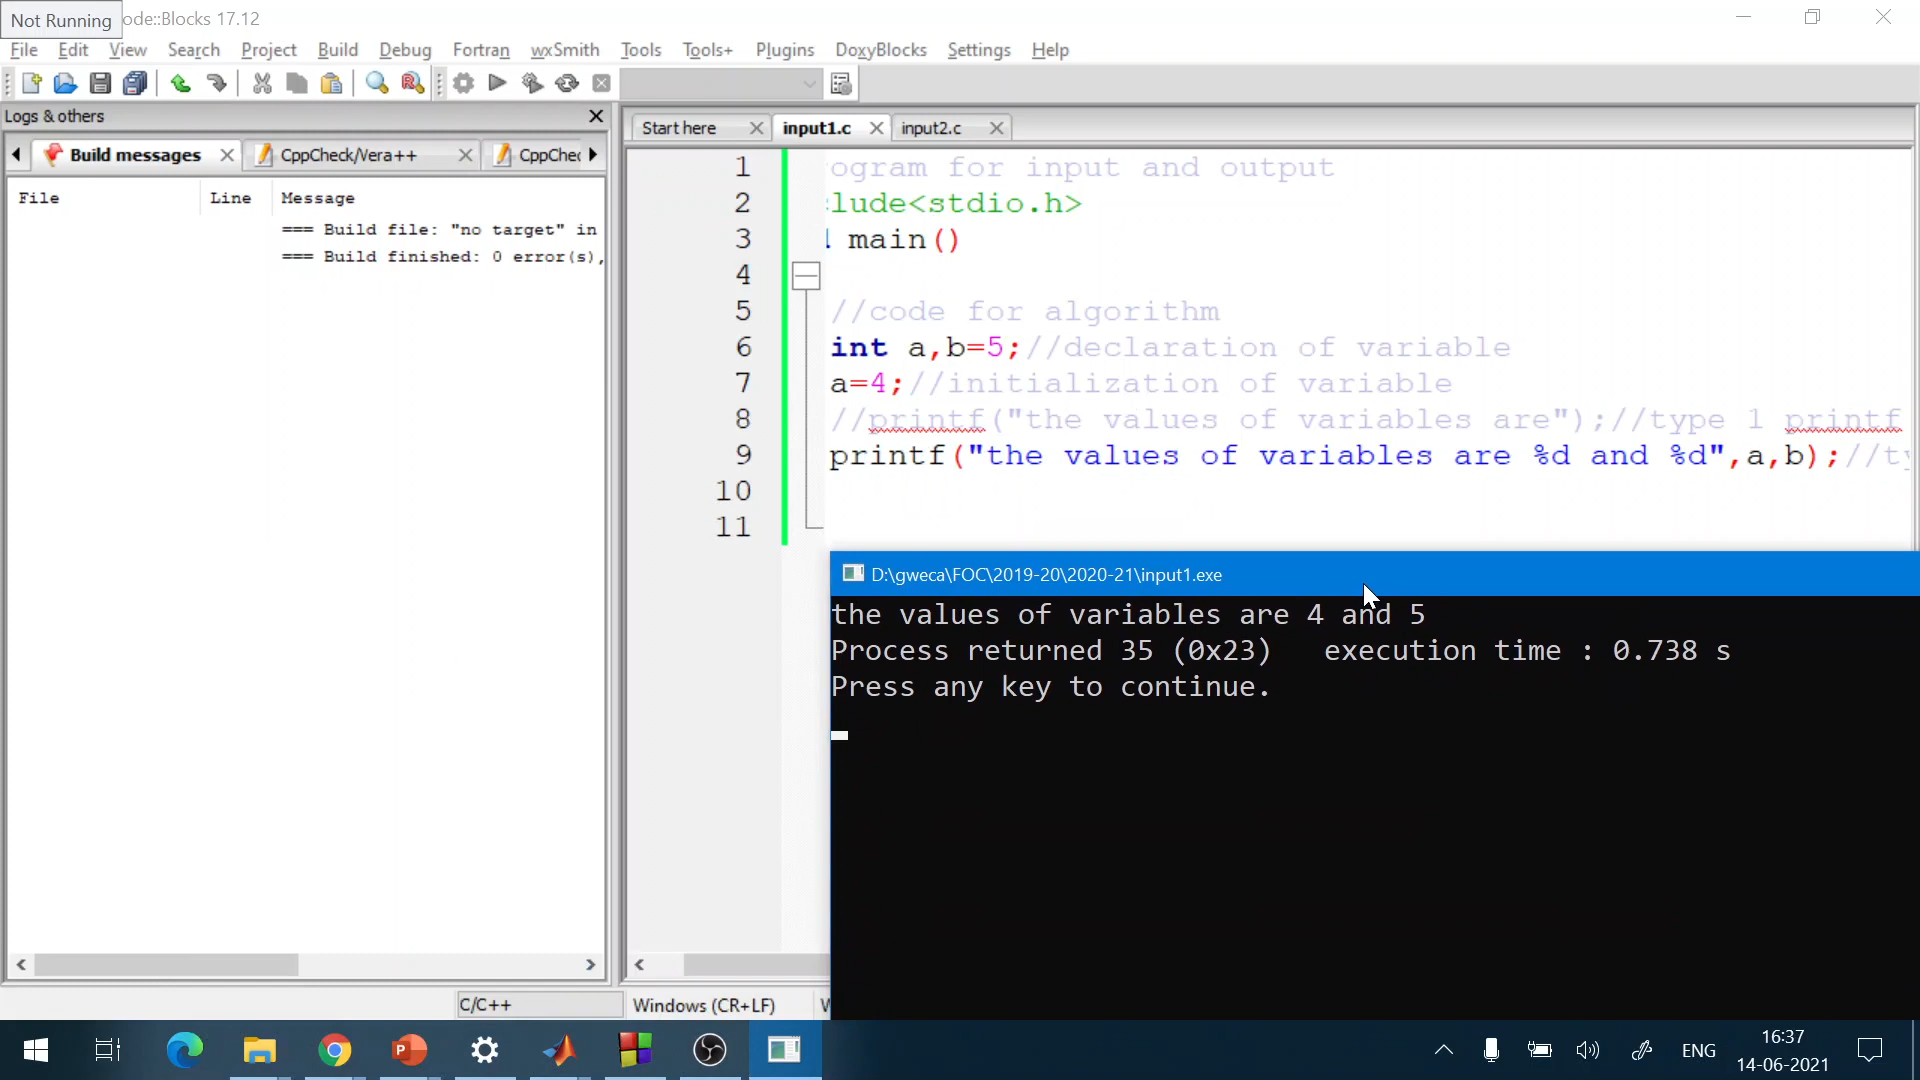 Not Running
ode::Blocks 17.12
File Edit View Search Project Build Debug Fortran wxSmith Tools Tools+ Plugins DoxyBlocks Settings Help
Logs & others
Build messages
CppCheck/Vera++
CppChec
Start here
input1.c
input2.c
File Line Message
=== Build file: "no target" in
=== Build finished: 0 error(s),
1 ogram for input and output
2 lude<stdio.h>
3 main()
4
5 //code for algorithm
6 int a,b=5;//declaration of variable
7 a=4;//initialization of variable
8 //printf("the values of variables are");//type 1 printf
9 printf("the values of variables are %d and %d",a,b);//ty
10
11
D:\gweca\FOC\2019-20\2020-21\input1.exe
the values of variables are 4 and 5
Process returned 35 (0x23) execution time : 0.738 s
Press any key to continue.
C/C++
Windows (CR+LF)
ENG
16:37
14-06-2021